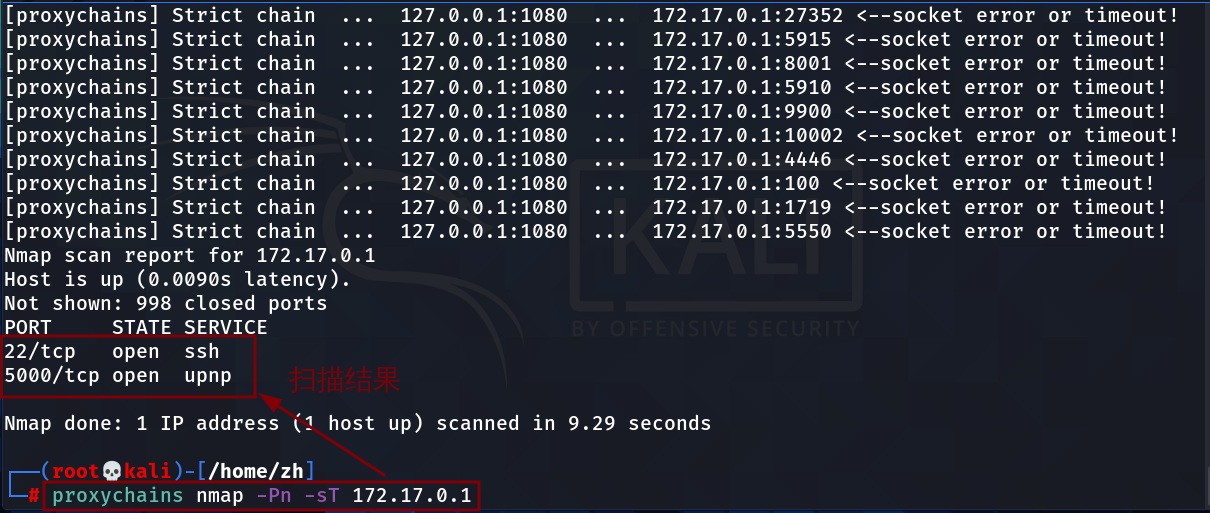 [proxychains] Strict chain  ...  127.0.0.1:1080  ...  172.17.0.1:27352 <--socket error or timeout!
[proxychains] Strict chain  ...  127.0.0.1:1080  ...  172.17.0.1:5915 <--socket error or timeout!
[proxychains] Strict chain  ...  127.0.0.1:1080  ...  172.17.0.1:8001 <--socket error or timeout!
[proxychains] Strict chain  ...  127.0.0.1:1080  ...  172.17.0.1:5910 <--socket error or timeout!
[proxychains] Strict chain  ...  127.0.0.1:1080  ...  172.17.0.1:9900 <--socket error or timeout!
[proxychains] Strict chain  ...  127.0.0.1:1080  ...  172.17.0.1:10002 <--socket error or timeout!
[proxychains] Strict chain  ...  127.0.0.1:1080  ...  172.17.0.1:4446 <--socket error or timeout!
[proxychains] Strict chain  ...  127.0.0.1:1080  ...  172.17.0.1:100 <--socket error or timeout!
[proxychains] Strict chain  ...  127.0.0.1:1080  ...  172.17.0.1:1719 <--socket error or timeout!
[proxychains] Strict chain  ...  127.0.0.1:1080  ...  172.17.0.1:5550 <--socket error or timeout!
Nmap scan report for 172.17.0.1
Host is up (0.0090s latency).
Not shown: 998 closed ports
PORT     STATE SERVICE
22/tcp   open  ssh
5000/tcp open  upnp
扫描结果
KALI
BY OFFENSIVE SECURITY
Nmap done: 1 IP address (1 host up) scanned in 9.29 seconds
┌──(root💀kali)-[/home/zh]
└─# proxychains nmap -Pn -sT 172.17.0.1